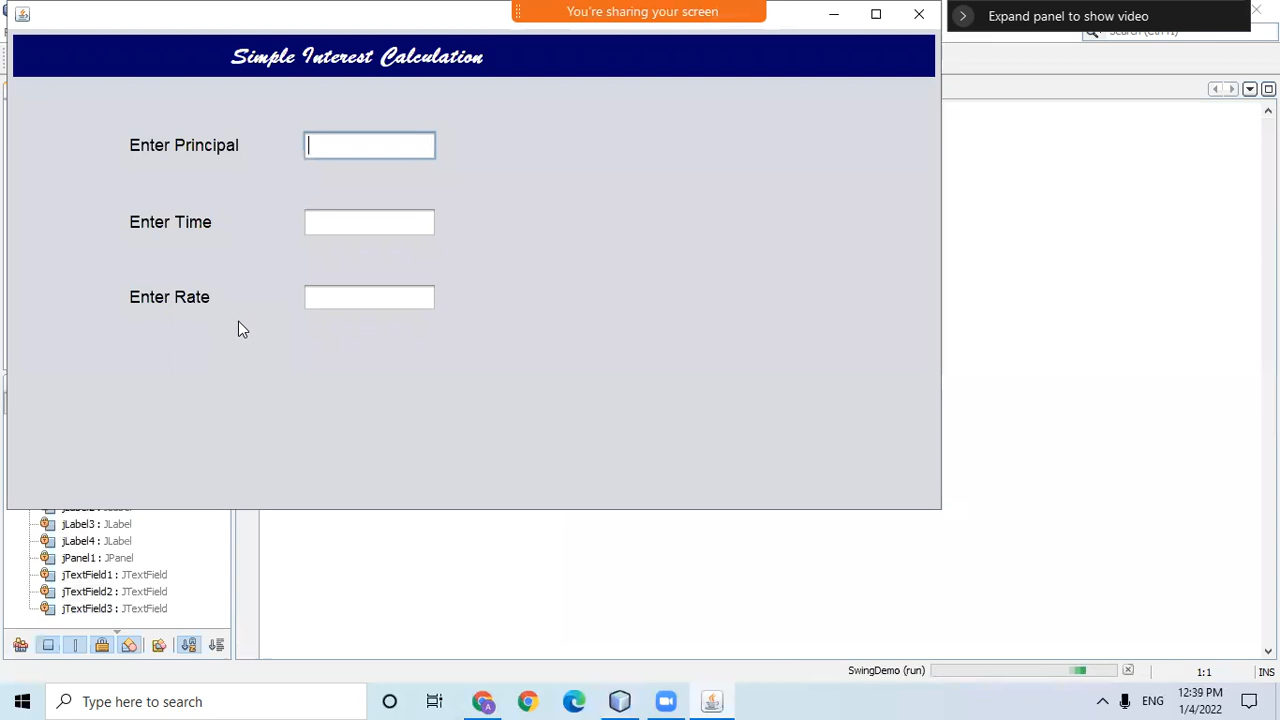 You're sharing your screen
Expand panel to show video
Search (Ctrl+I)
Simple Interest Calculation
Enter Principal
Enter Time
Enter Rate
jLabel3 : JLabel
jLabel4 : JLabel
jPanel1 : JPanel
jTextField1 : JTextField
jTextField2 : JTextField
jTextField3 : JTextField
SwingDemo (run)
1:1
INS
Type here to search
ENG
12:39 PM
1/4/2022